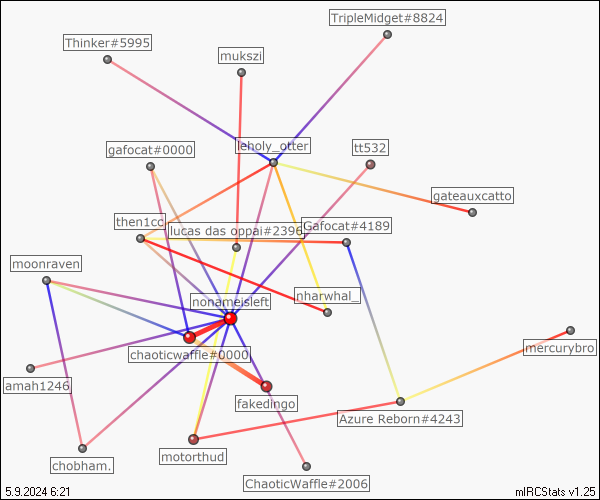 TripleMidget#8824
Thinker#5995
mukszi
leholy_otter
gafocat#0000
tt532
gateauxcatto
then1cc
lucas das oppai#2396
Gafocat#4189
moonraven
nonameisleft
nharwhal_
chaoticwaffle#0000
mercurybro
amah1246
fakedingo
Azure Reborn#4243
motorthud
chobham.
ChaoticWaffle#2006
5.9.2024 6:21
mIRCStats v1.25